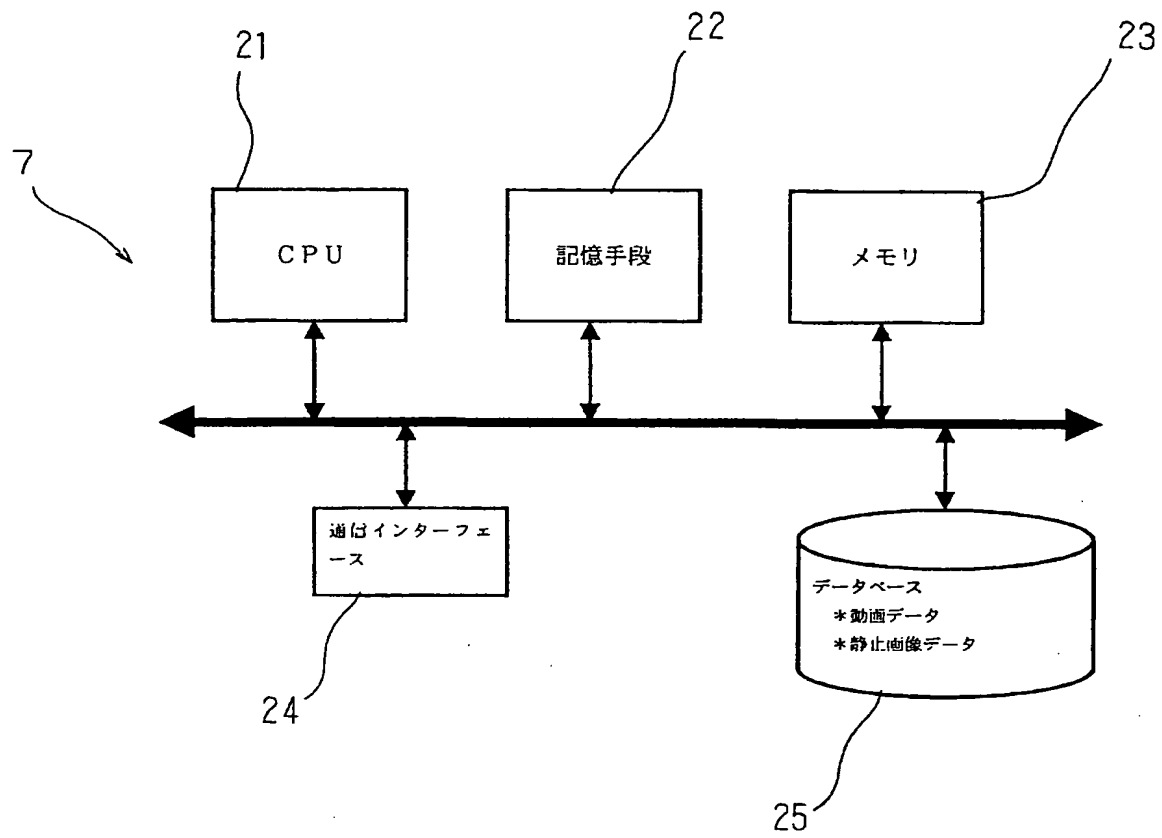 21
22
23
7
CPU
記憶手段
メモリ
通信インターフェ
ース
データベース
*動画データ
*静止画像データ
24
25